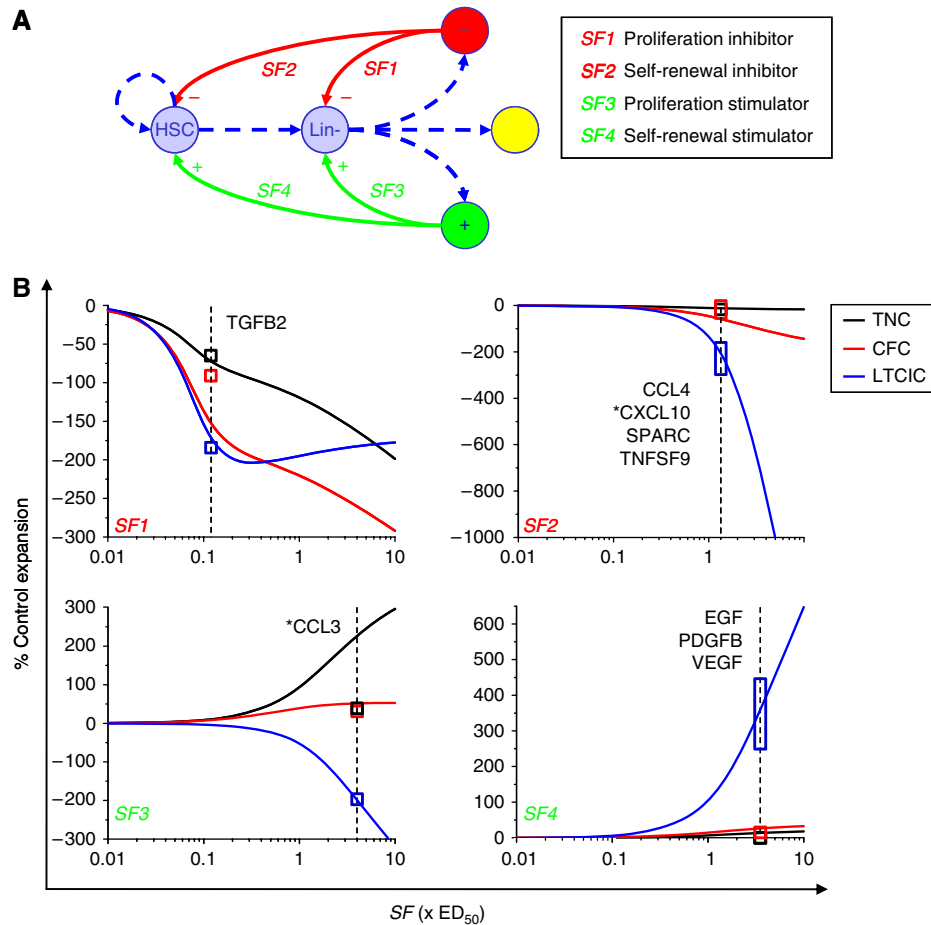 A
SF2
SF1
−
−
−
HSC
Lin-
+
+
SF4
SF3
+
SF1 Proliferation inhibitor
SF2 Self-renewal inhibitor
SF3 Proliferation stimulator
SF4 Self-renewal stimulator
B
% Control expansion
0
−50
−100
−150
−200
−250
−300
TGFB2
SF1
0.01
0.1
1
10
0
−200
−400
−600
−800
−1000
CCL4
*CXCL10
SPARC
TNFSF9
SF2
0.01
0.1
1
10
TNC
CFC
LTCIC
300
200
100
0
−100
−200
−300
*CCL3
SF3
0.01
0.1
1
10
600
500
400
300
200
100
0
EGF
PDGFB
VEGF
SF4
0.01
0.1
1
10
SF (x ED50)